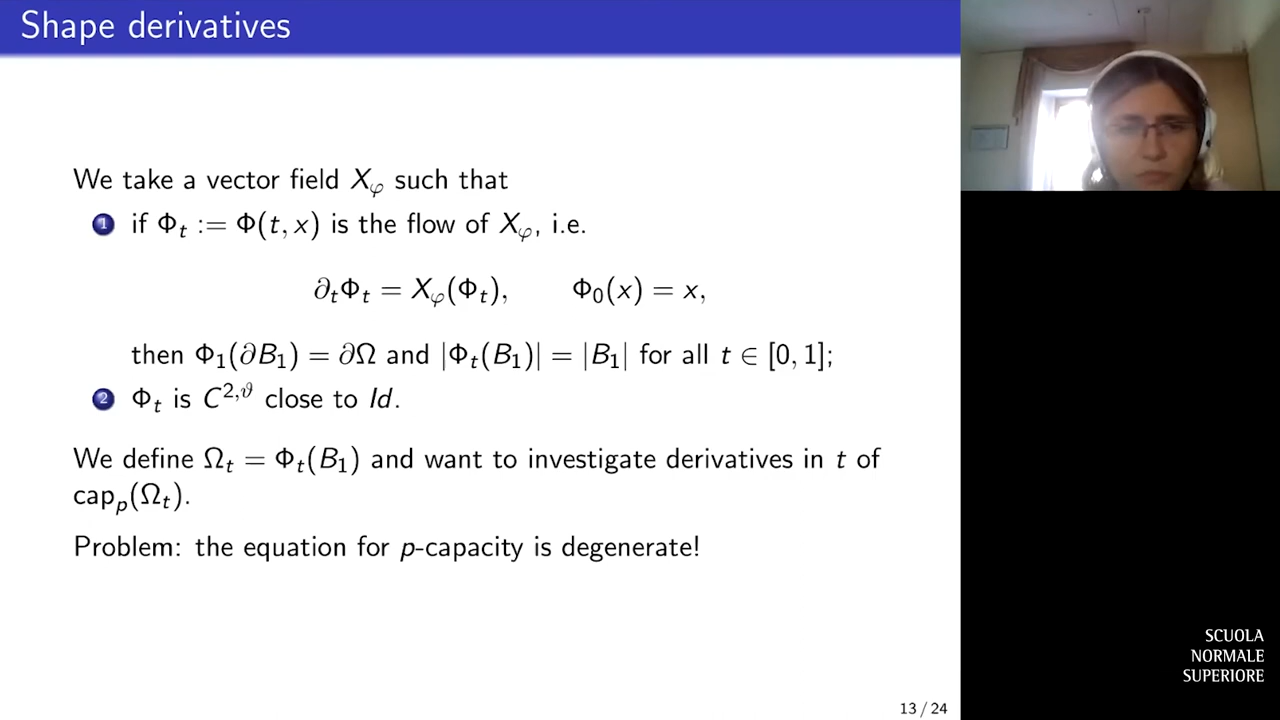 Shape derivatives
We take a vector field X_φ such that
1 if Φ_t := Φ(t, x) is the flow of X_φ, i.e.
∂_tΦ_t = X_φ(Φ_t), Φ_0(x) = x,
then Φ_1(∂B_1) = ∂Ω and |Φ_t(B_1)| = |B_1| for all t ∈ [0, 1];
2 Φ_t is C^{2,ϑ} close to Id.
We define Ω_t = Φ_t(B_1) and want to investigate derivatives in t of
cap_p(Ω_t).
Problem: the equation for p-capacity is degenerate!
SCUOLA
NORMALE
SUPERIORE
13 / 24